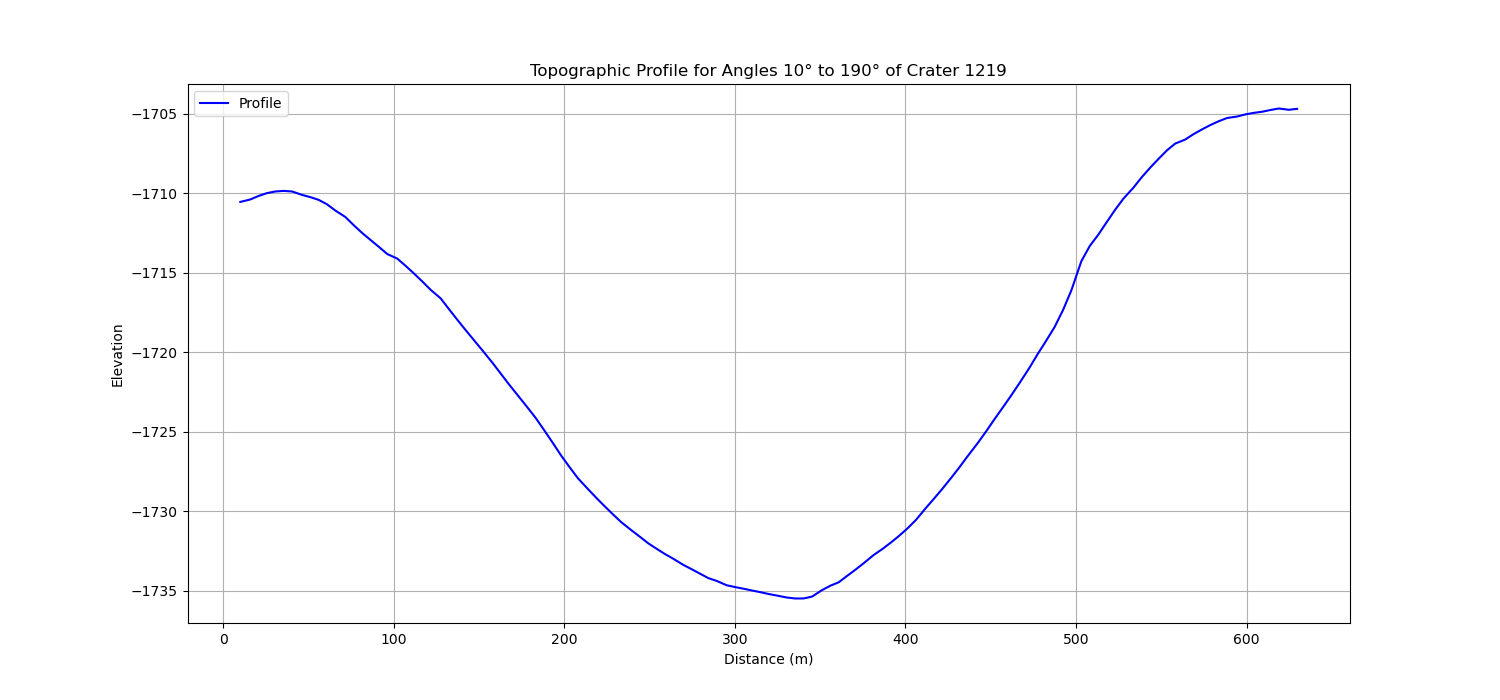 Topographic Profile for Angles 10° to 190° of Crater 1219
Profile
−1705
−1710
−1715
−1720
−1725
−1730
−1735
Elevation
0 100 200 300 400 500 600
Distance (m)